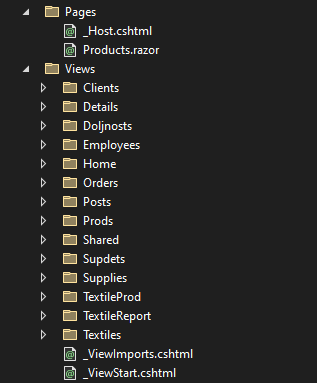 Pages
_Host.cshtml
Products.razor
Views
Clients
Details
Doljnosts
Employees
Home
Orders
Posts
Prods
Shared
Supdets
Supplies
TextileProd
TextileReport
Textiles
_ViewImports.cshtml
_ViewStart.cshtml